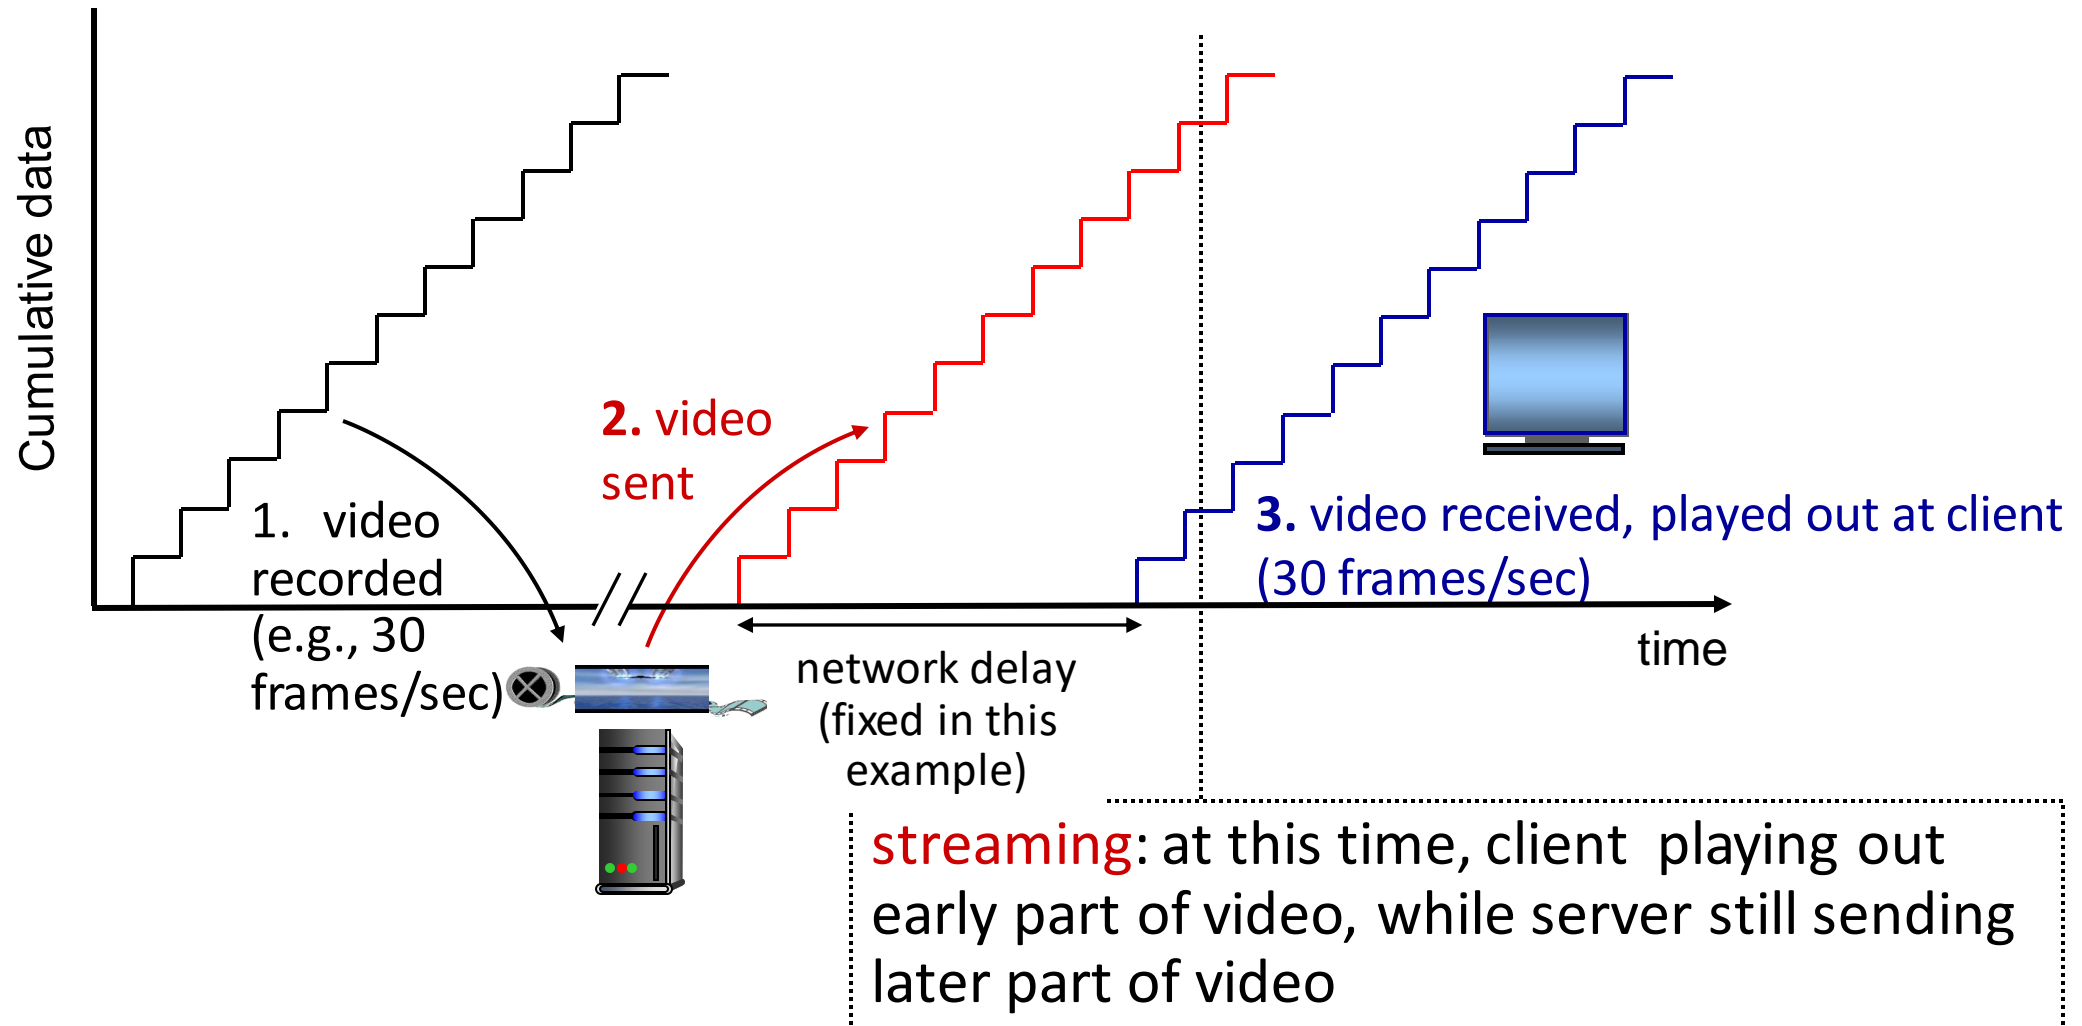 Cumulative data
1. video
recorded
(e.g., 30
frames/sec)
2. video
sent
3. video received, played out at client
(30 frames/sec)
time
network delay
(fixed in this
example)
streaming: at this time, client playing out
early part of video, while server still sending
later part of video